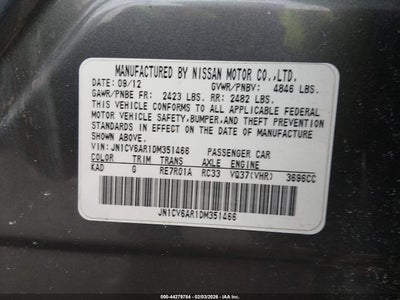 MANUFACTURED BY NISSAN MOTOR CO.,LTD.
DATE: 09/12 GVWR/PNBV: 4846 LBS.
GAWR/PNBE FR: 2423 LBS. RR: 2482 LBS.
THIS VEHICLE CONFORMS TO ALL APPLICABLE FEDERAL
MOTOR VEHICLE SAFETY,BUMPER,AND THEFT PREVENTION
STANDARDS IN EFFECT ON THE DATE OF MANUFACTURE
SHOWN ABOVE.
VIN: JN1CV6AR1DM351466 PASSENGER CAR
COLOR TRIM TRANS AXLE ENGINE
KAD G RE7R01A RC33 VQ37(VHR) 3696CC
JN1CV6AR1DM351466
000-44278784 - 02/03/2026 - IAAI.COM